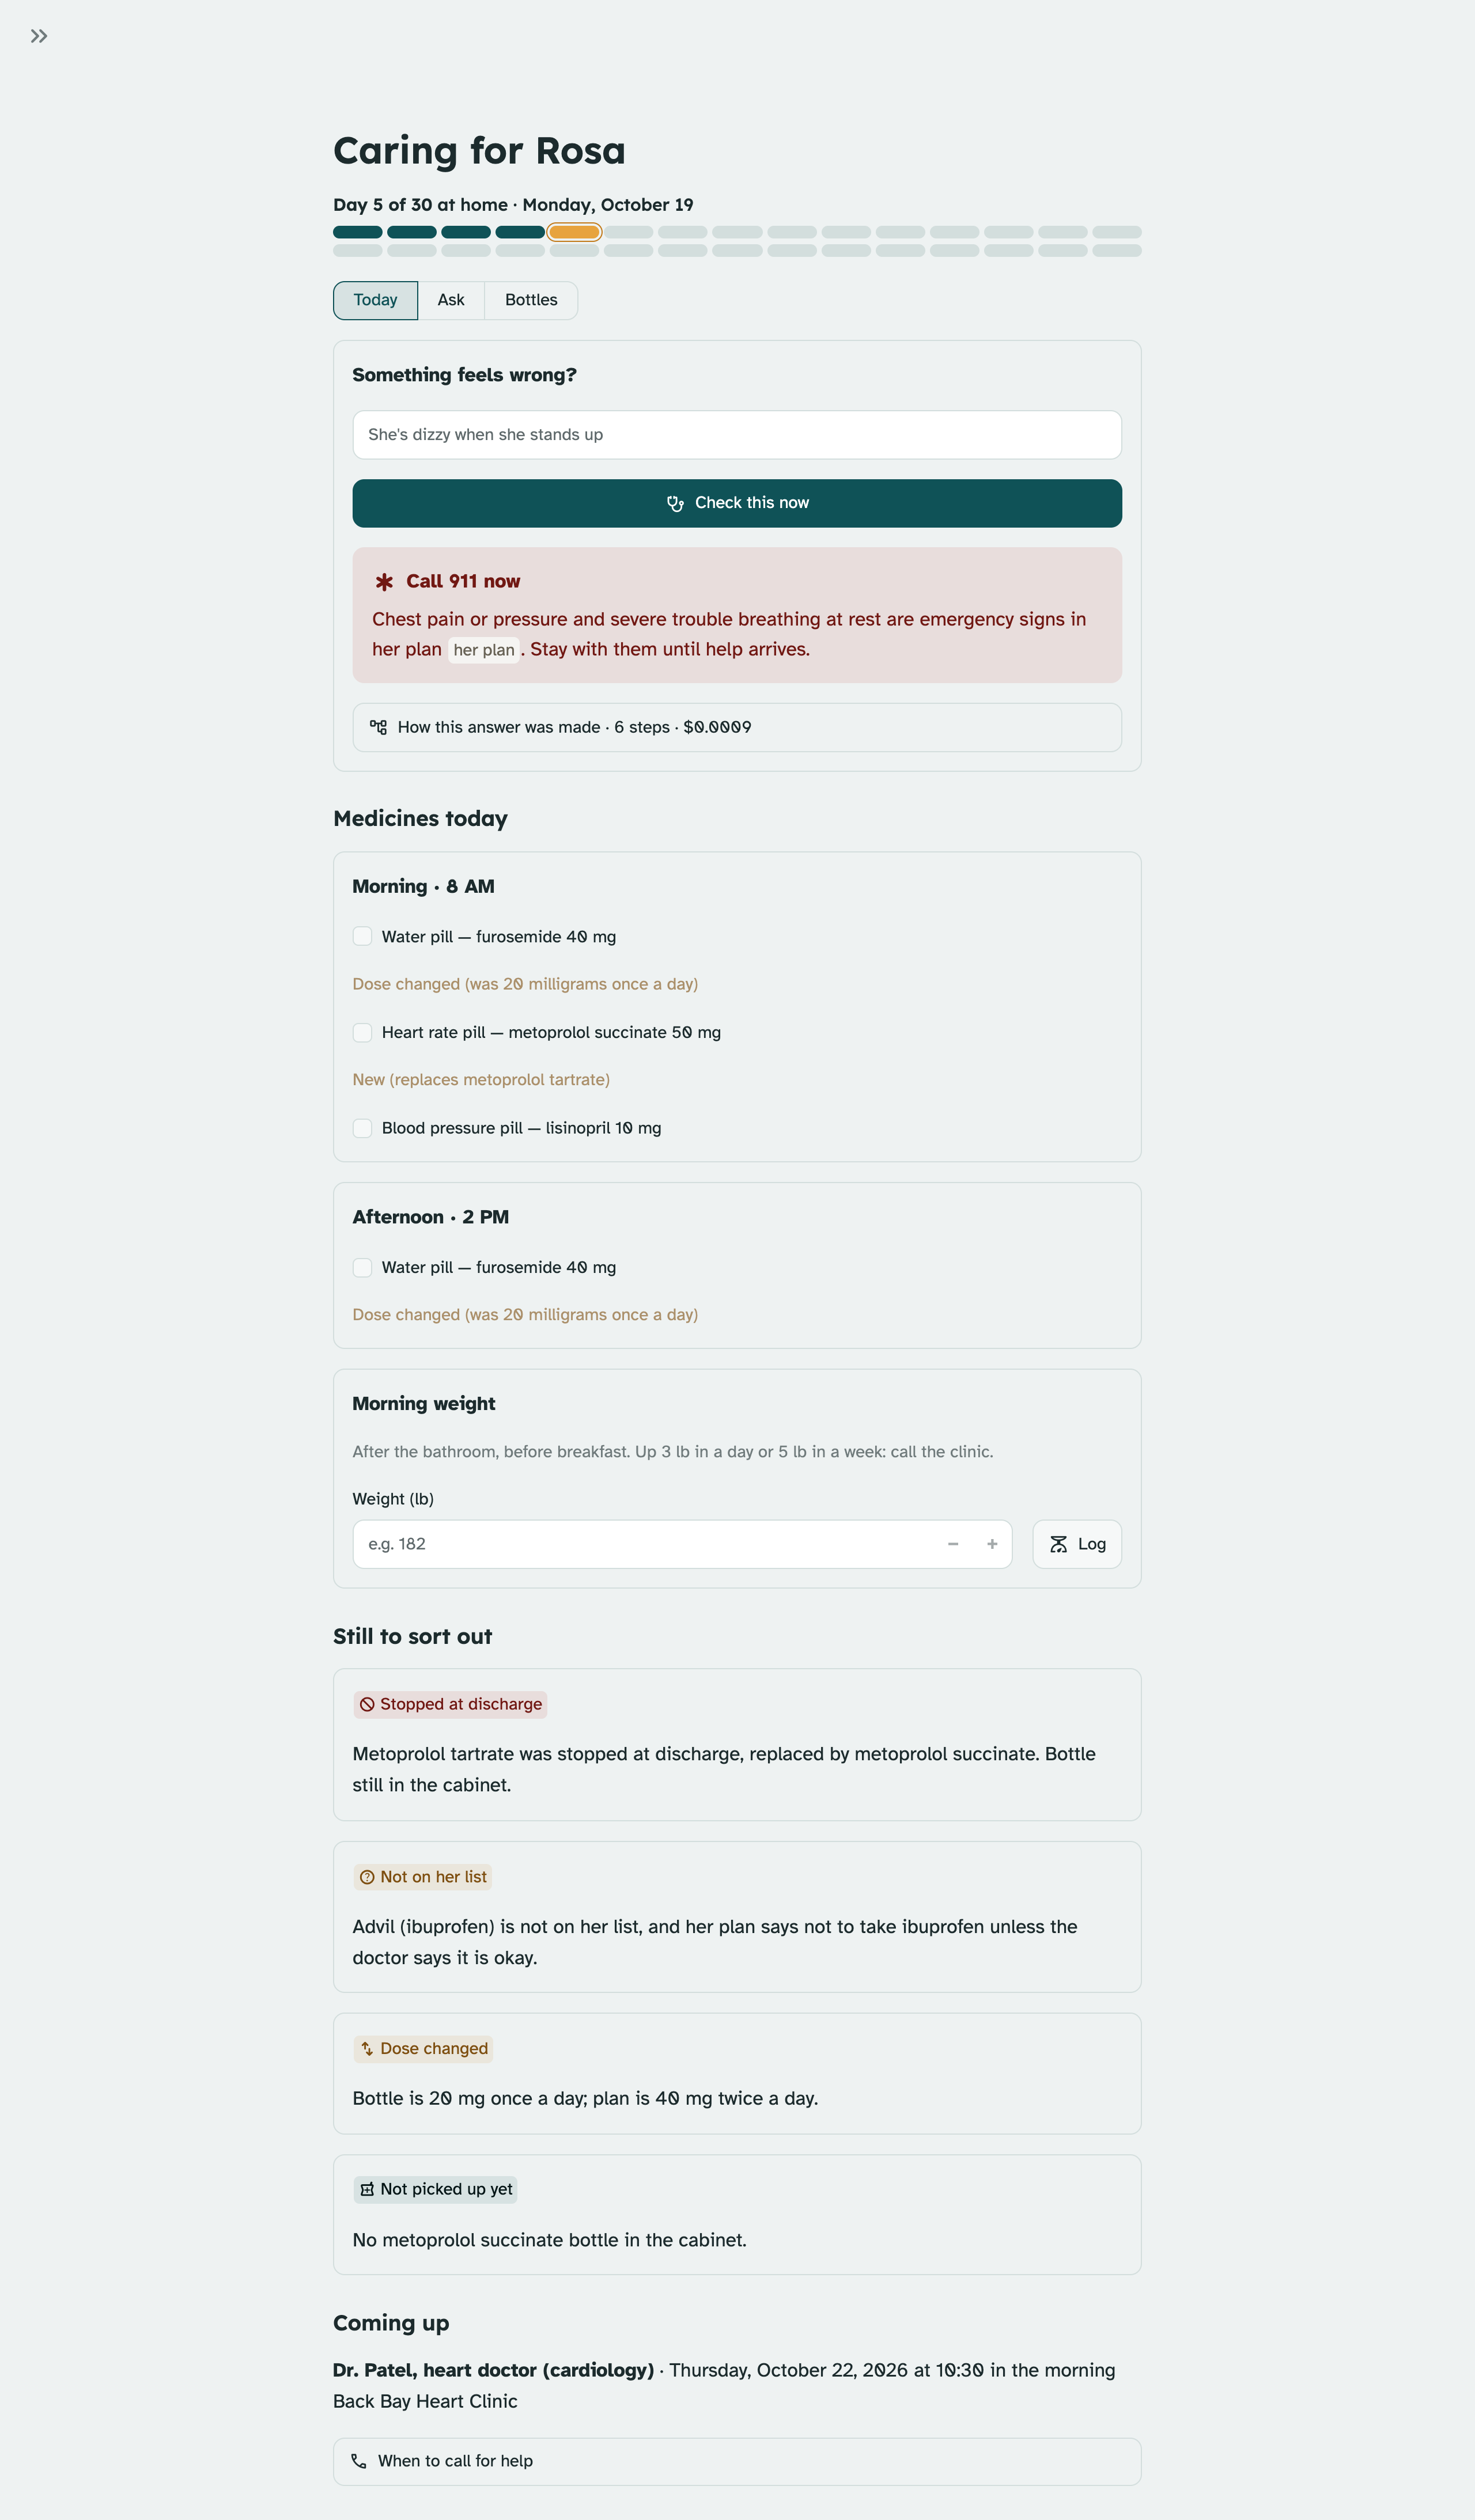 Caring for Rosa
Day 5 of 30 at home · Monday, October 19
Today
Ask
Bottles
Something feels wrong?
She's dizzy when she stands up
Check this now
Call 911 now
Chest pain or pressure and severe trouble breathing at rest are emergency signs in
her plan her plan . Stay with them until help arrives.
How this answer was made · 6 steps · $0.0009
Medicines today
Morning · 8 AM
Water pill — furosemide 40 mg
Dose changed (was 20 milligrams once a day)
Heart rate pill — metoprolol succinate 50 mg
New (replaces metoprolol tartrate)
Blood pressure pill — lisinopril 10 mg
Afternoon · 2 PM
Water pill — furosemide 40 mg
Dose changed (was 20 milligrams once a day)
Morning weight
After the bathroom, before breakfast. Up 3 lb in a day or 5 lb in a week: call the clinic.
Weight (lb)
e.g. 182
Log
Still to sort out
Stopped at discharge
Metoprolol tartrate was stopped at discharge, replaced by metoprolol succinate. Bottle
still in the cabinet.
Not on her list
Advil (ibuprofen) is not on her list, and her plan says not to take ibuprofen unless the
doctor says it is okay.
Dose changed
Bottle is 20 mg once a day; plan is 40 mg twice a day.
Not picked up yet
No metoprolol succinate bottle in the cabinet.
Coming up
Dr. Patel, heart doctor (cardiology) · Thursday, October 22, 2026 at 10:30 in the morning
Back Bay Heart Clinic
When to call for help